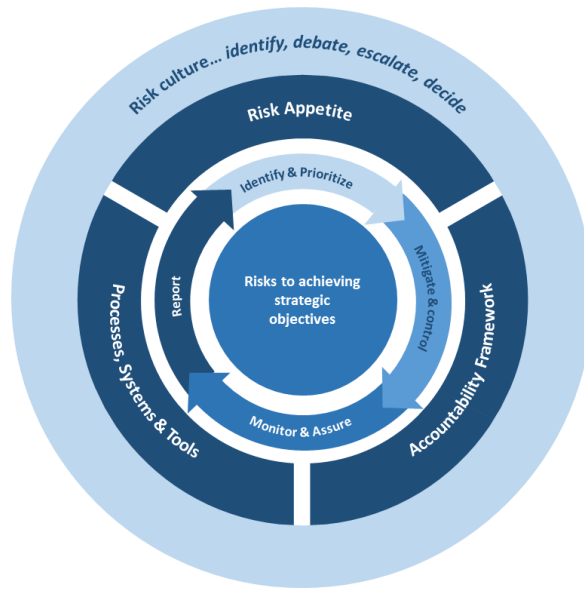 Risk culture... identify, debate, escalate, decide
Risk Appetite
Identify & Prioritize
Mitigate & control
Accountability Framework
Monitor & Assure
Report
Processes, Systems & Tools
Risks to achieving
strategic
objectives